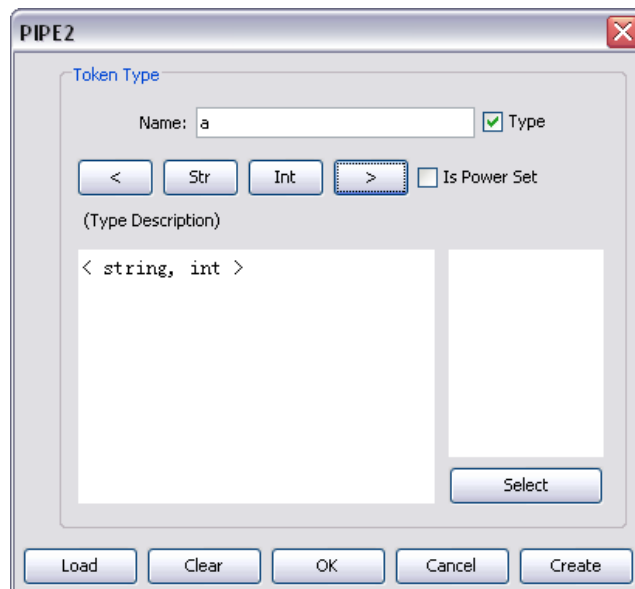 PIPE2
Token Type
Name: a Type
< Str Int > Is Power Set
(Type Description)
< string, int >
Select
Load Clear OK Cancel Create